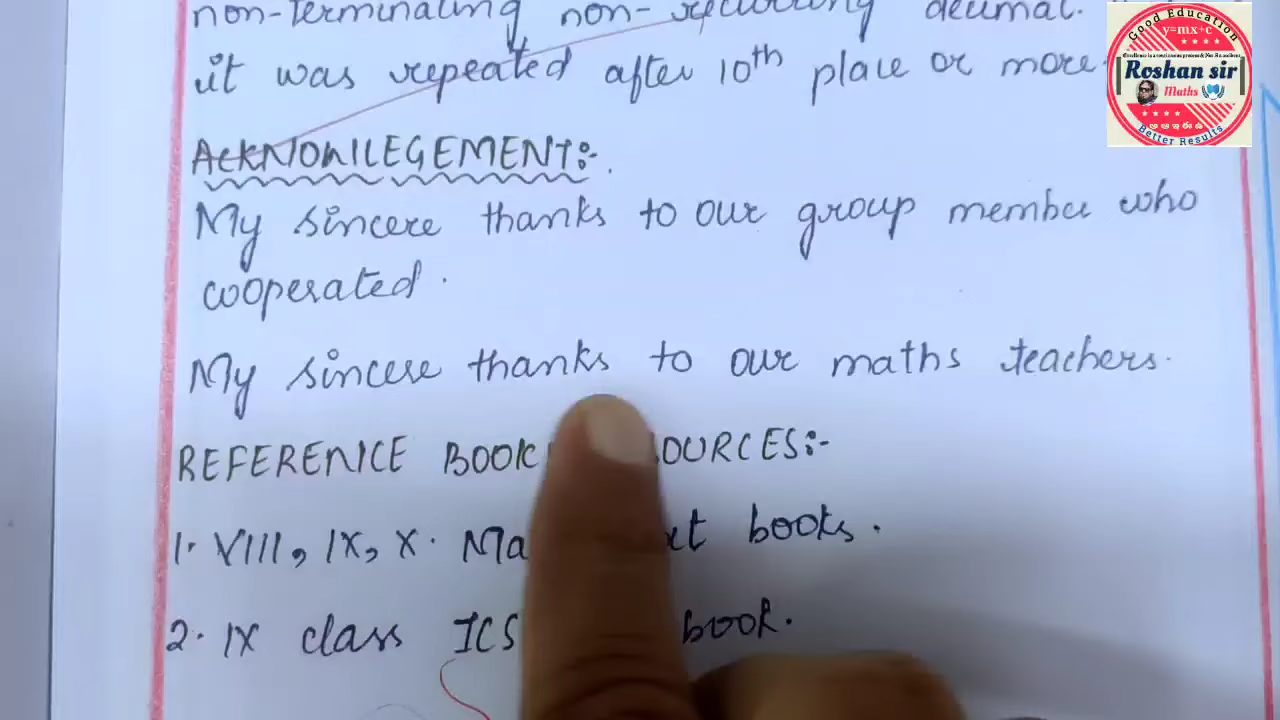 non-terminating non-recurring decimal.
it was repeated after 10th place or more.
ACKNOWLEGEMENT:-
My sincere thanks to our group member who
cooperated.
My sincere thanks to our maths teachers.
REFERENCE BOOK OURCES:-
1. VIII, IX, X. Ma xt books.
2. IX class ICS book.
Good Education
y=mx+c
Roshan sir
Maths
Better Results